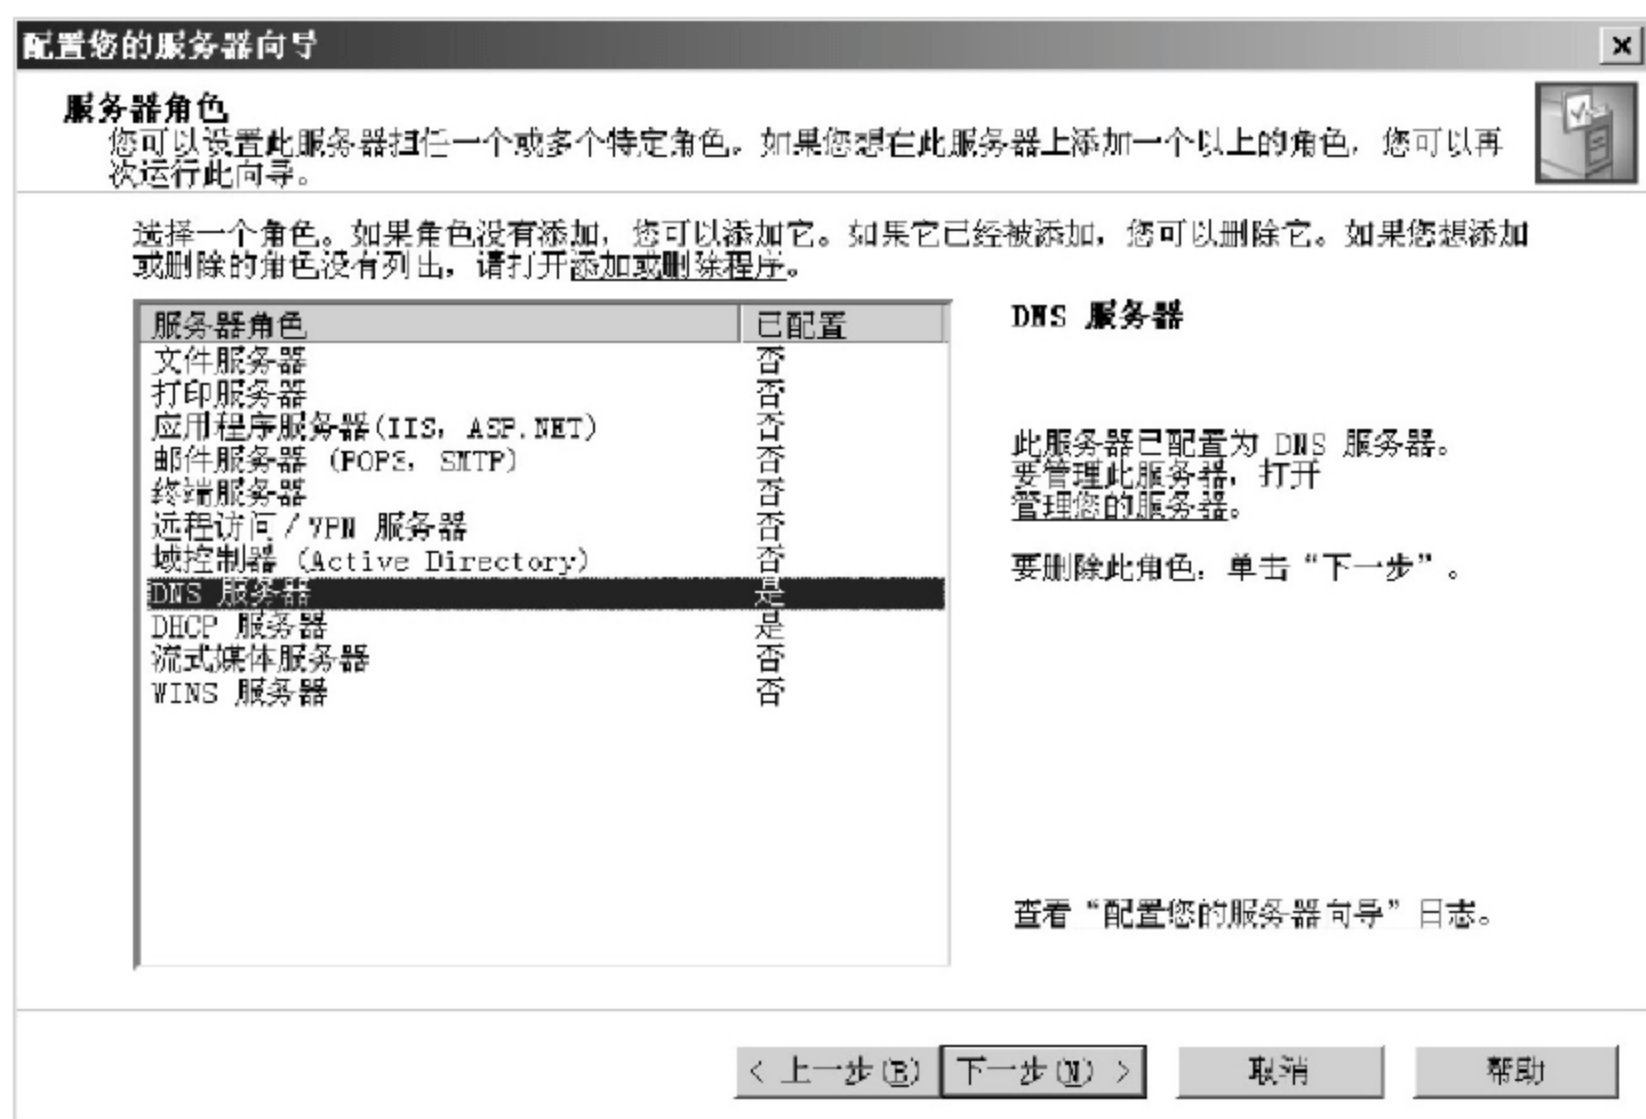 配置您的服务器向导
服务器角色
您可以设置此服务器担任一个或多个特定角色。如果您想在此服务器上添加一个以上的角色，您可以再
次运行此向导。
选择一个角色。如果角色没有添加，您可以添加它。如果它已经被添加，您可以删除它。如果您想添加
或删除的角色没有列出，请打开添加或删除程序。
服务器角色 已配置
文件服务器 否
打印服务器 否
应用程序服务器(IIS, ASP.NET) 否
邮件服务器 (POP3, SMTP) 否
终端服务器 否
远程访问/VPN 服务器 否
域控制器 (Active Directory) 否
DNS 服务器 是
DHCP 服务器 是
流式媒体服务器 否
WINS 服务器 否
DNS 服务器
此服务器已配置为 DNS 服务器。
要管理此服务器，打开
管理您的服务器。
要删除此角色，单击“下一步”。
查看“配置您的服务器向导”日志。
< 上一步(B) 下一步(N) > 取消 帮助